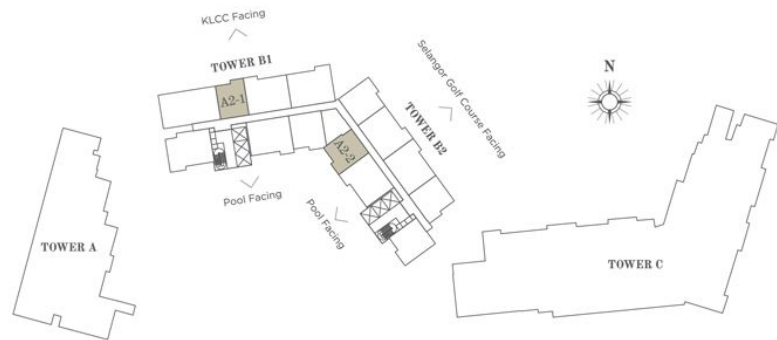 KLCC Facing
TOWER B1
Selangor Golf Course Facing
N
A2-1
TOWER B2
A2-2
Pool Facing
Pool Facing
TOWER A
TOWER C